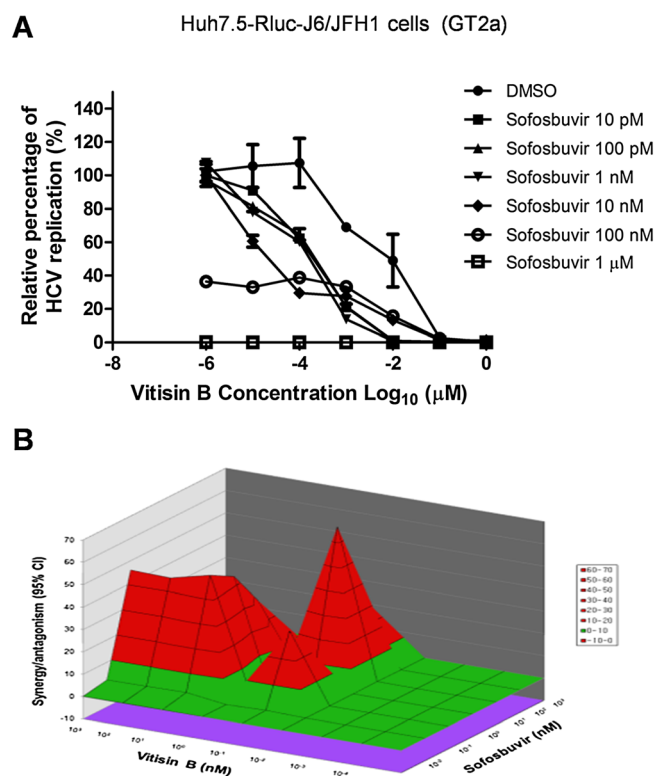 A
Huh7.5-Rluc-J6/JFH1 cells (GT2a)
Relative percentage of
HCV replication (%)
140
120
100
80
60
40
20
0
-8
-6
-4
-2
0
Vitisin B Concentration Log10 (μM)
DMSO
Sofosbuvir 10 pM
Sofosbuvir 100 pM
Sofosbuvir 1 nM
Sofosbuvir 10 nM
Sofosbuvir 100 nM
Sofosbuvir 1 μM
B
Synergy/antagonism (95% CI)
70
60
50
40
30
20
10
0
-10
Vitisin B (nM)
Sofosbuvir (nM)
60-70
50-60
40-50
30-40
20-30
10-20
0-10
-10-0